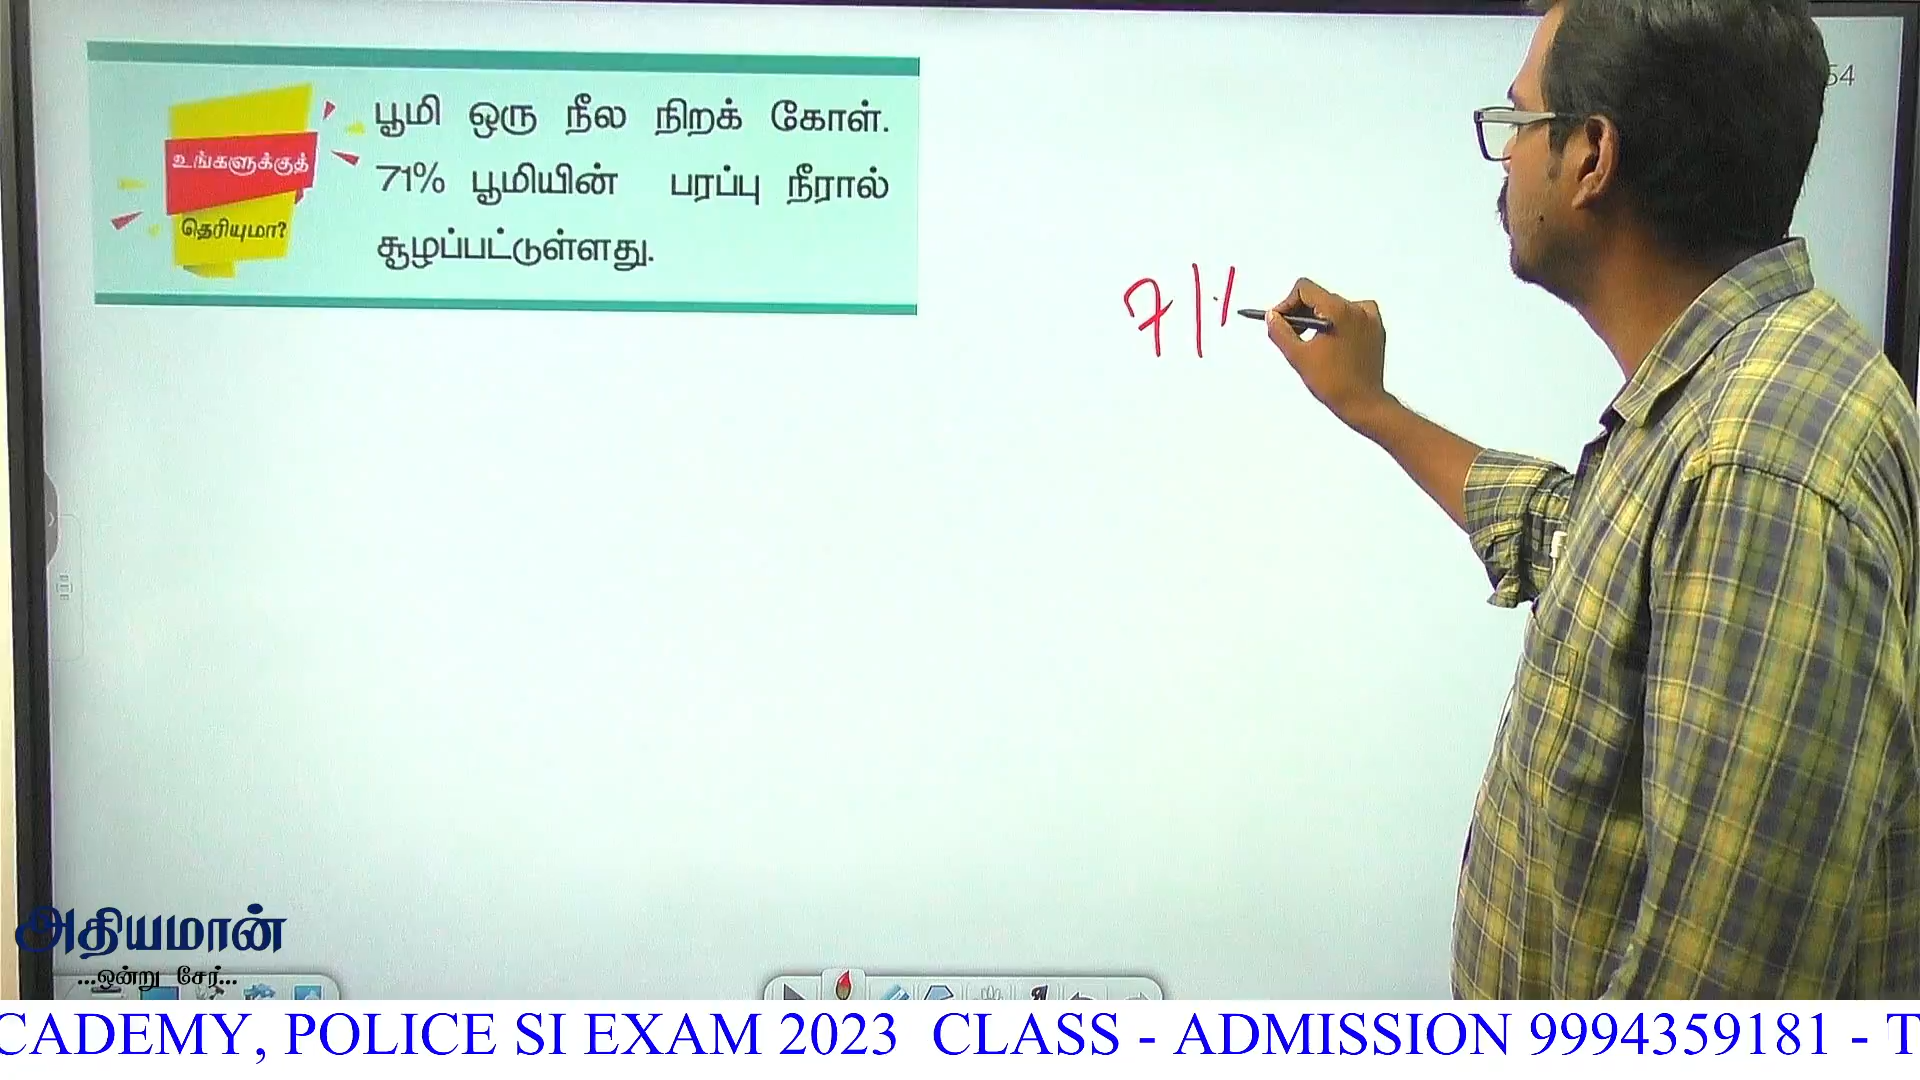 பூமி ஒரு நீல நிறக் கோள்.
உங்களுக்குத்
தெரியுமா?
71% பூமியின் பரப்பு நீரால்
சூழப்பட்டுள்ளது.
54
71%
அதியமான்
...ஒன்று சேர்...
CADEMY, POLICE SI EXAM 2023 CLASS - ADMISSION 9994359181 - T